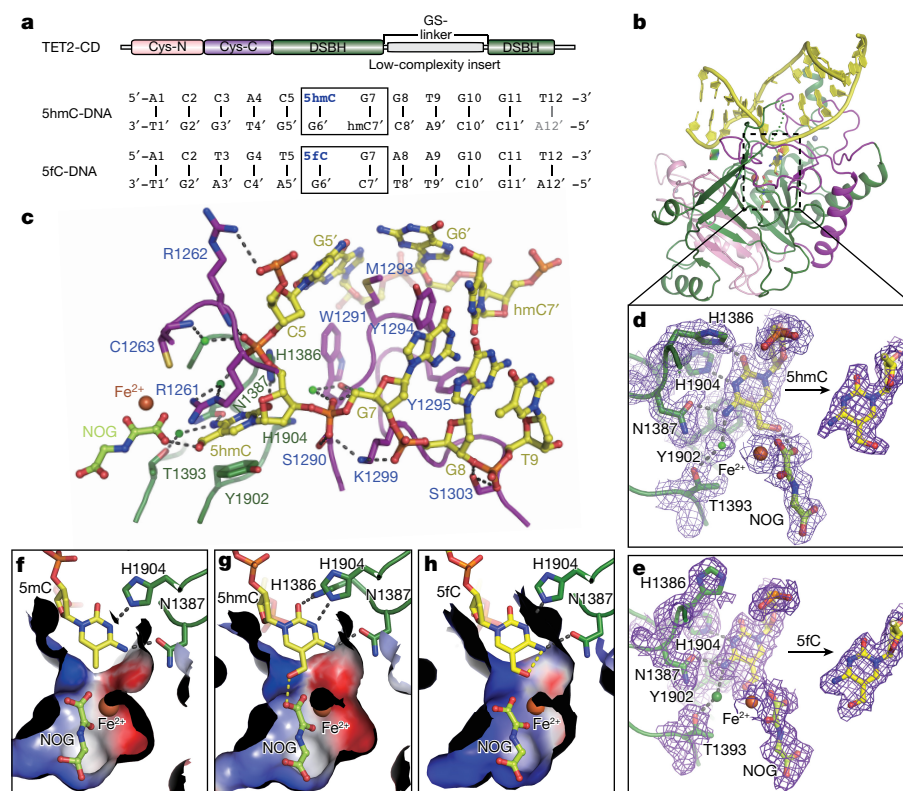 a
GS-
linker
TET2-CD
Cys-N Cys-C DSBH DSBH
Low-complexity insert
5′–A1 C2 C3 A4 C5 5hmC G7 G8 T9 G10 G11 T12 –3′
5hmC-DNA
3′–T1′ G2′ G3′ T4′ G5′ G6′ hmC7′ C8′ A9′ C10′ C11′ A12′ –5′
5′–A1 C2 T3 G4 T5 5fC G7 A8 A9 G10 C11 T12 –3′
5fC-DNA
3′–T1′ G2′ A3′ C4′ A5′ G6′ C7′ T8′ T9′ C10′ G11′ A12′ –5′
b
c
R1262
G5′
G6′
M1293
C5
hmC7′
C1263
W1291
Y1294
H1386
Fe²⁺
R1261
N1387
G7
Y1295
NOG
5hmC
H1904
S1290
K1299
G8
T9
T1393
Y1902
S1303
d
H1386
5hmC
H1904
N1387
Y1902
Fe²⁺
T1393
NOG
e
H1386
5fC
H1904
N1387
Y1902
Fe²⁺
T1393
NOG
f
5mC
H1904
N1387
Fe²⁺
NOG
g
5hmC
H1386
H1904
N1387
Fe²⁺
NOG
h
5fC
H1904
N1387
Fe²⁺
NOG